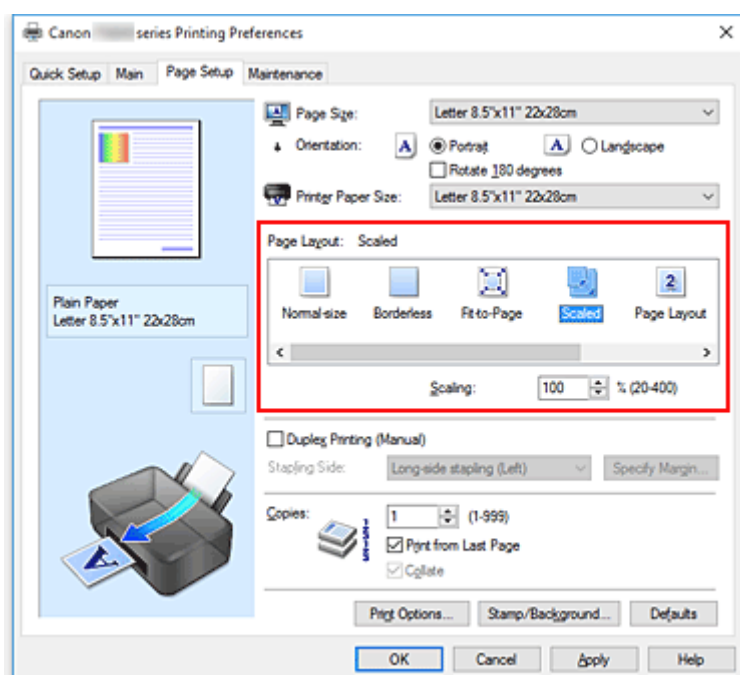 Canon series Printing Preferences
Quick Setup Main Page Setup Maintenance
Page Size: Letter 8.5"x11" 22x28cm
Orientation: A Portrait A Landscape
Rotate 180 degrees
Printer Paper Size: Letter 8.5"x11" 22x28cm
Page Layout: Scaled
2
Normal-size Borderless Fit-to-Page Scaled Page Layout
Scaling: 100 % (20-400)
Plain Paper
Letter 8.5"x11" 22x28cm
Duplex Printing (Manual)
Stapling Side: Long-side stapling (Left) Specify Margin...
Copies: 1 (1-999)
Print from Last Page
Collate
A
Print Options... Stamp/Background... Defaults
OK Cancel Apply Help